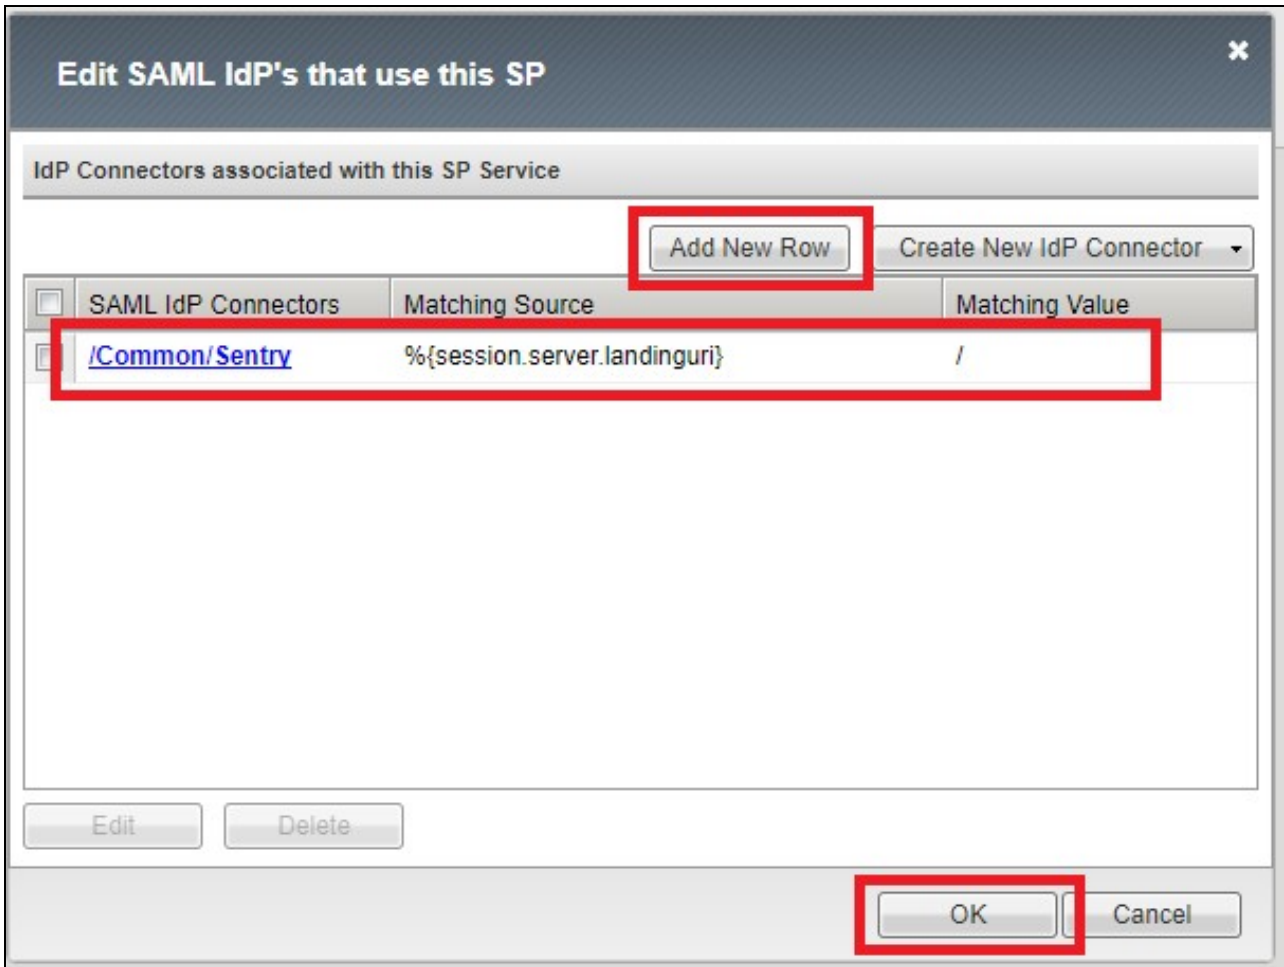 Edit SAML IdP's that use this SP
IdP Connectors associated with this SP Service
Add New Row Create New IdP Connector
SAML IdP Connectors Matching Source Matching Value
/Common/Sentry %{session.server.landinguri} /
Edit Delete
OK Cancel